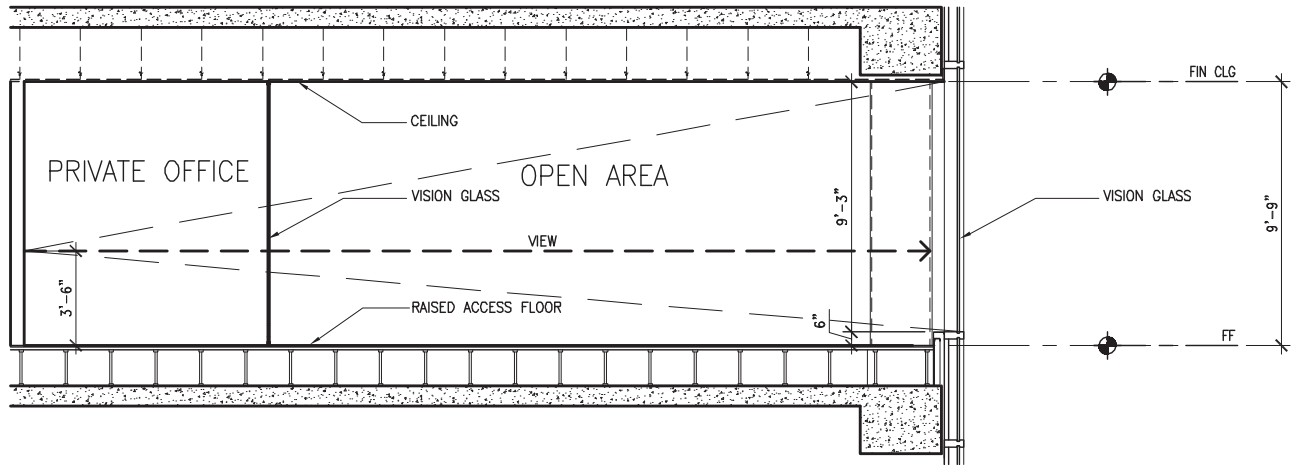 FIN CLG
CEILING
PRIVATE OFFICE
OPEN AREA
VISION GLASS
VISION GLASS
9'-3"
9'-9"
VIEW
3'-6"
RAISED ACCESS FLOOR
6"
FF